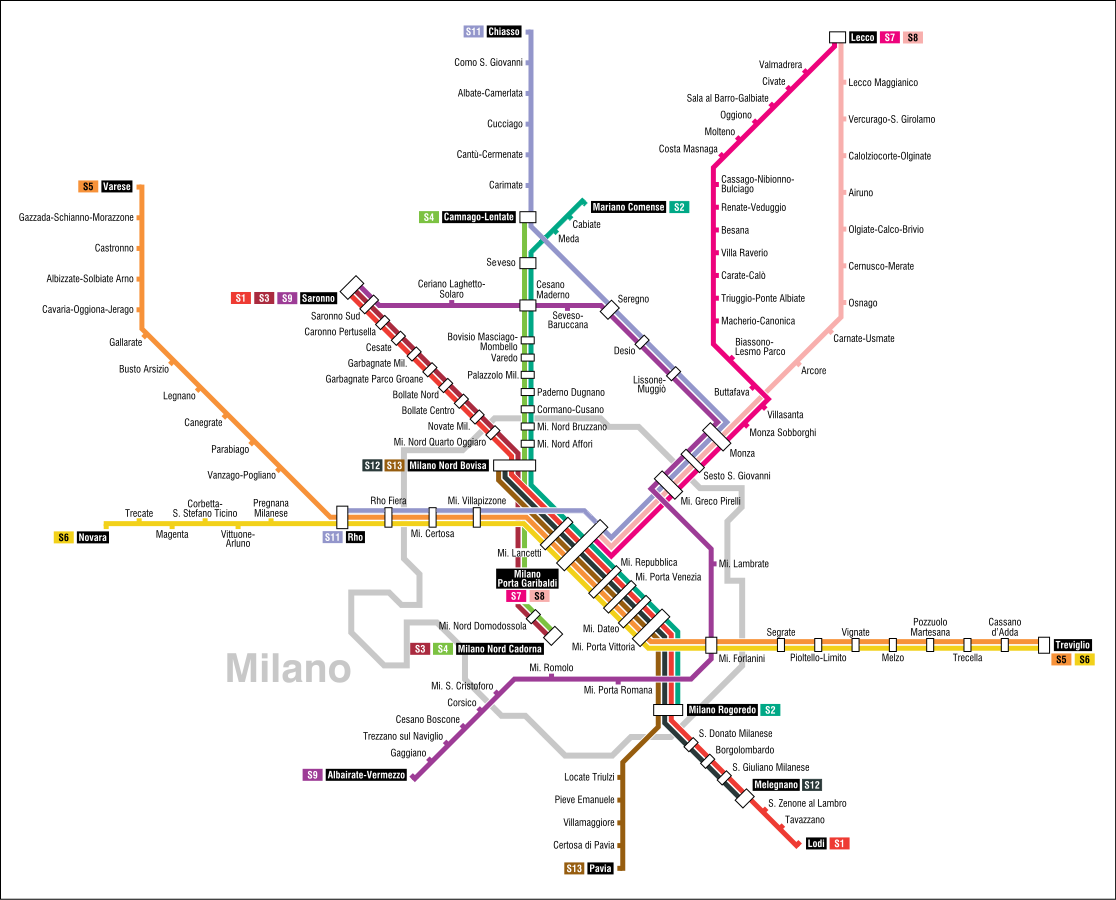 S11 Chiasso
Como S. Giovanni
Albate-Camerlata
Cucciago
Cantù-Cermenate
Carimate
S4 Camnago-Lentate
Mariano Comense S2
Cabiate
Meda
Seveso
Lecco S7 S8
Valmadrera
Civate
Sala al Barro-Galbiate
Oggiono
Molteno
Costa Masnaga
Cassago-Nibionno-
Bulciago
Renate-Veduggio
Besana
Villa Raverio
Carate-Calò
Triuggio-Ponte Albiate
Macherio-Canonica
Biassono-
Lesmo Parco
Buttafava
Villasanta
Monza Sobborghi
Monza
Lecco Maggianico
Vercurago-S. Girolamo
Calolziocorte-Olginate
Airuno
Olgiate-Calco-Brivio
Cernusco-Merate
Osnago
Carnate-Usmate
Arcore
S5 Varese
Gazzada-Schianno-Morazzone
Castronno
Albizzate-Solbiate Arno
Cavaria-Oggiona-Jerago
Gallarate
Busto Arsizio
Legnano
Canegrate
Parabiago
Vanzago-Pogliano
S1 S3 S9 Saronno
Saronno Sud
Caronno Pertusella
Cesate
Garbagnate Mil.
Garbagnate Parco Groane
Bollate Nord
Bollate Centro
Novate Mil.
Mi. Nord Quarto Oggiaro
Ceriano Laghetto-
Solaro
Cesano
Maderno
Seveso-
Baruccana
Seregno
Desio
Lissone-
Muggiò
Bovisio Masciago-
Mombello
Varedo
Palazzolo Mil.
Paderno Dugnano
Cormano-Cusano
Mi. Nord Bruzzano
Mi. Nord Affori
S12 S13 Milano Nord Bovisa
Sesto S. Giovanni
Mi. Greco Pirelli
S6 Novara
Trecate
Magenta
Corbetta-
S. Stefano Ticino
Vittuone-
Arluno
Pregnana
Milanese
S11 Rho
Rho Fiera
Mi. Certosa
Mi. Villapizzone
Mi. Lancetti
Milano
Porta Garibaldi
S7 S8
Mi. Repubblica
Mi. Porta Venezia
Mi. Lambrate
Mi. Nord Domodossola
S3 S4 Milano Nord Cadorna
Mi. Dateo
Mi. Porta Vittoria
Mi. Forlanini
Segrate
Pioltello-Limito
Vignate
Melzo
Pozzuolo
Martesana
Trecella
Cassano
d'Adda
Treviglio
S5 S6
Milano
Mi. Romolo
Mi. Porta Romana
Mi. S. Cristoforo
Corsico
Cesano Boscone
Trezzano sul Naviglio
Gaggiano
S9 Albairate-Vermezzo
Milano Rogoredo S2
S. Donato Milanese
Borgolombardo
S. Giuliano Milanese
Melegnano S12
S. Zenone al Lambro
Tavazzano
Lodi S1
Locate Triulzi
Pieve Emanuele
Villamaggiore
Certosa di Pavia
S13 Pavia